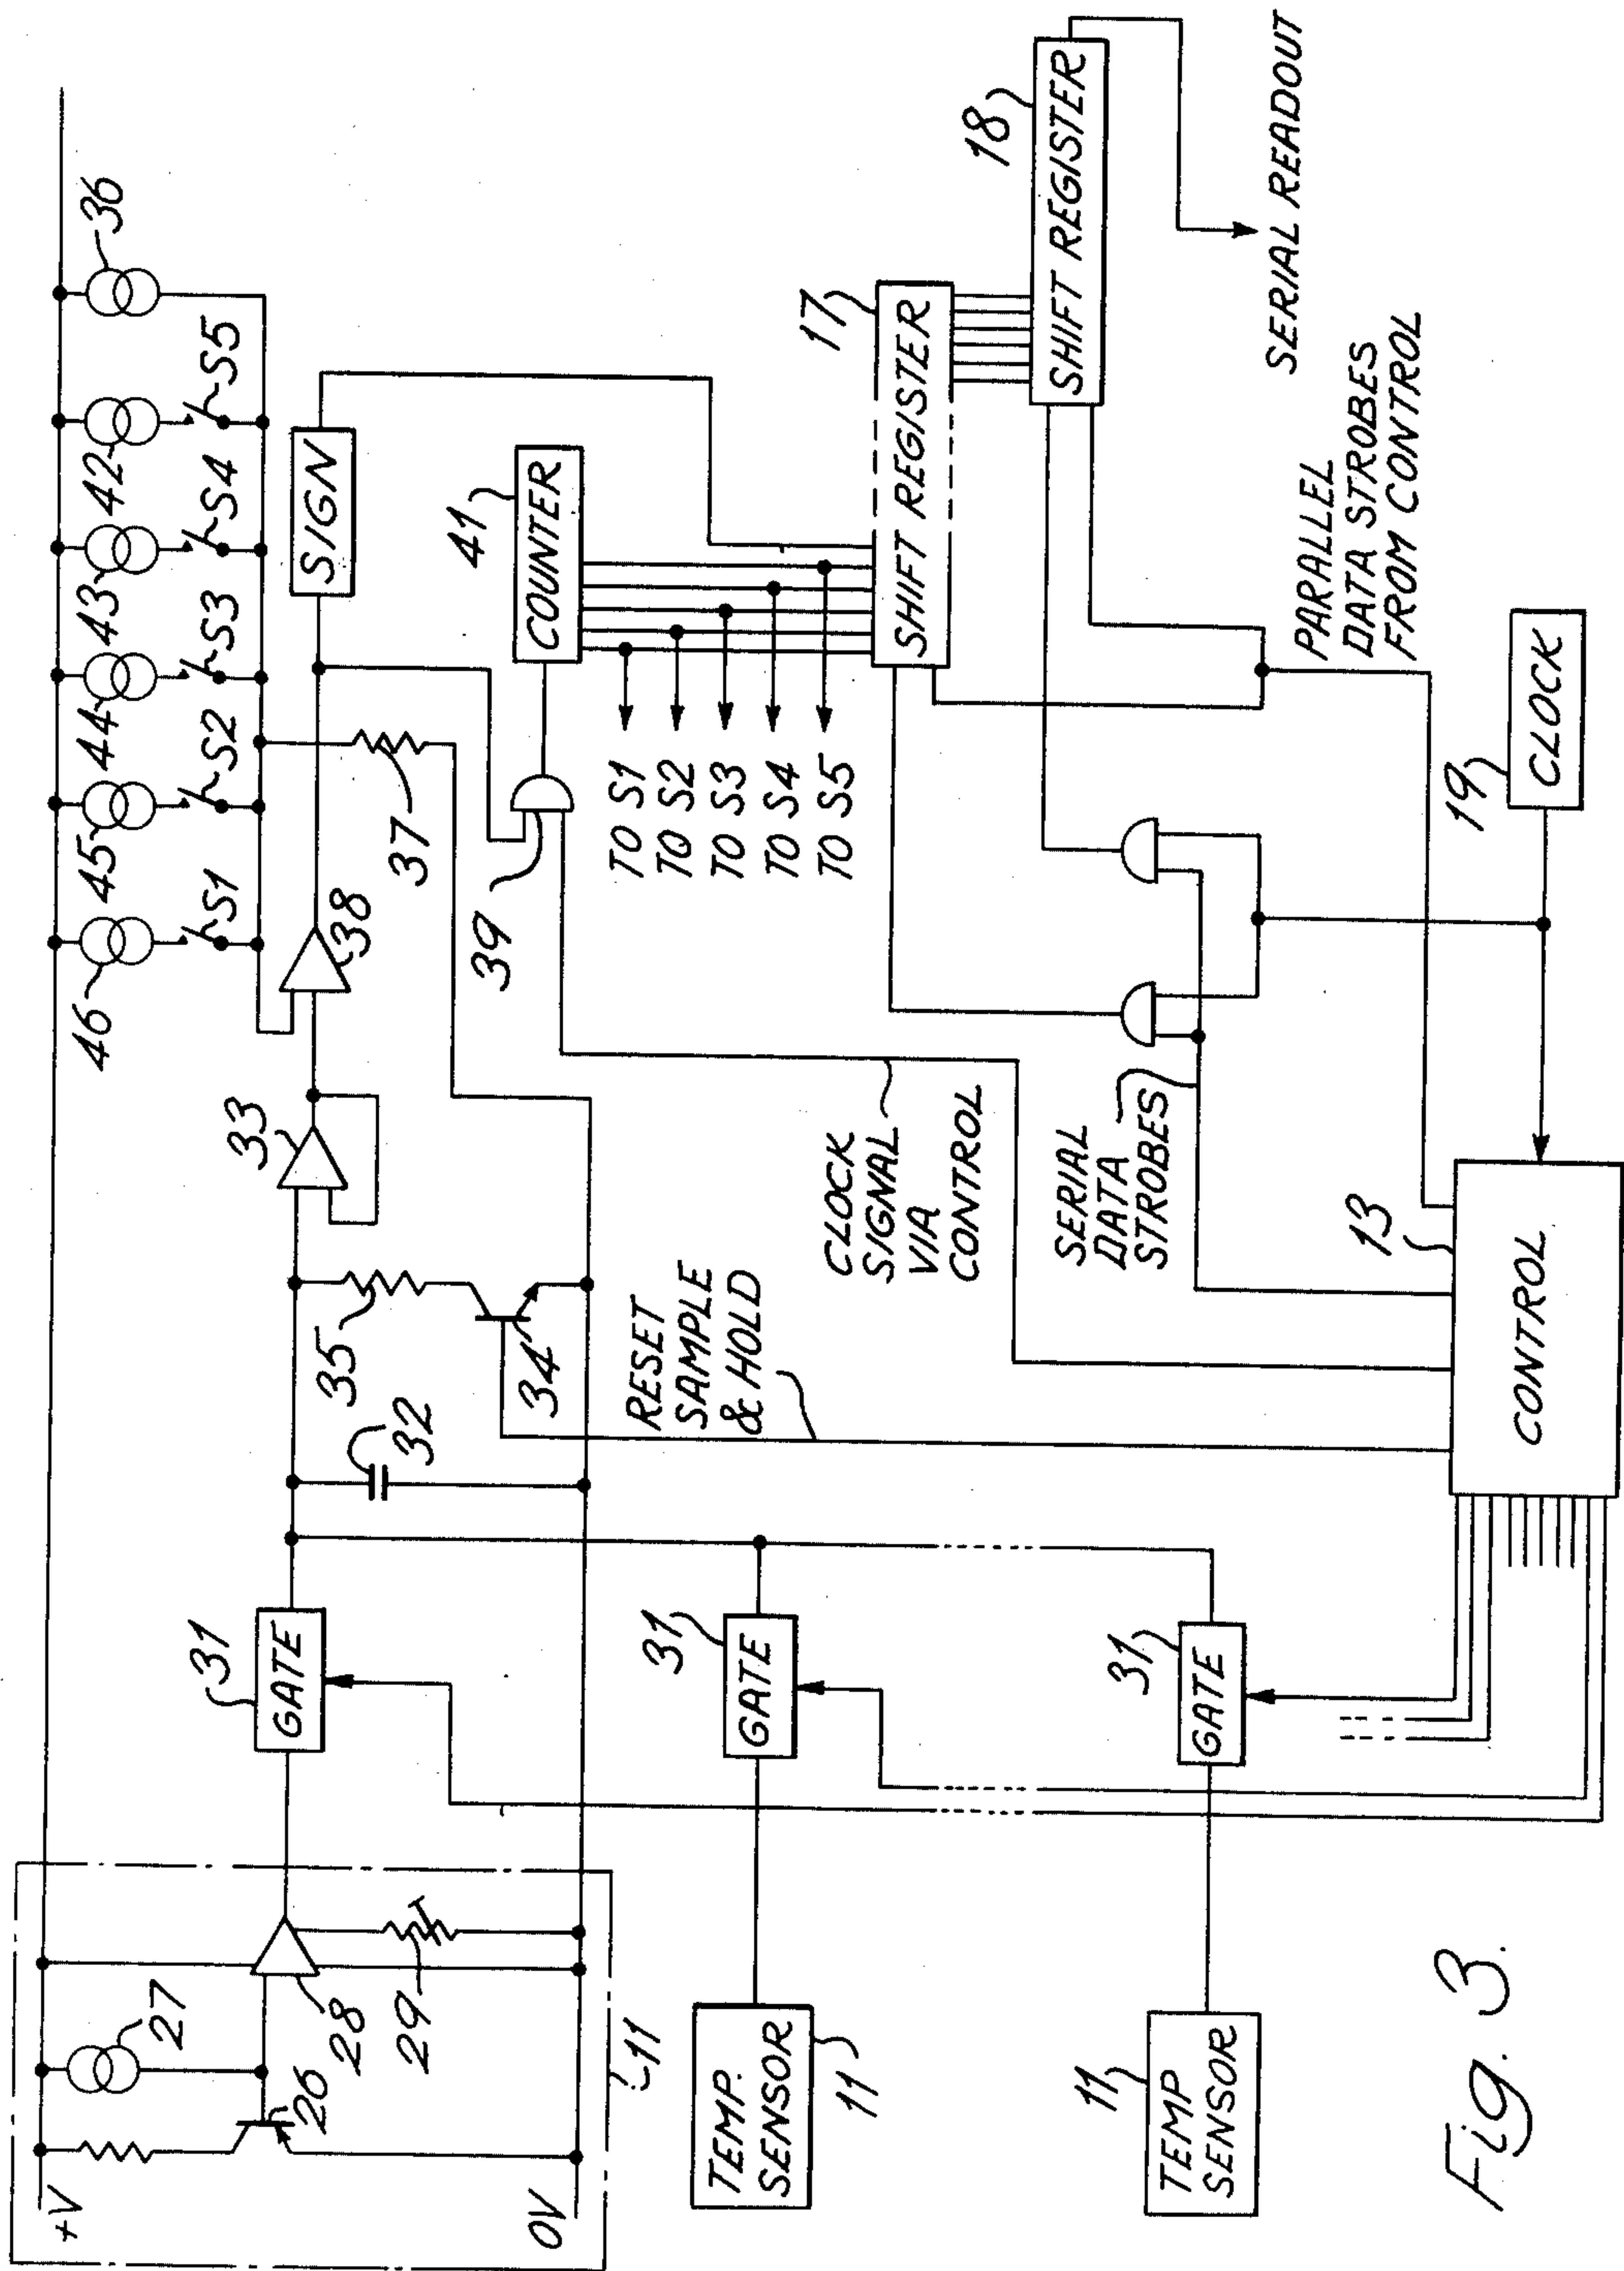 +V
27
26
28
29
11
0V
31
GATE
32
35
34
33
46
45
44
43
42
36
S1
S2
S3
S4
S5
38
37
SIGN
39
41
COUNTER
TO S1
TO S2
TO S3
TO S4
TO S5
17
SHIFT REGISTER
18
SHIFT REGISTER
SERIAL READOUT
TEMP.
SENSOR
11
31
GATE
TEMP
SENSOR
11
31
GATE
RESET
SAMPLE
& HOLD
CLOCK
SIGNAL
VIA
CONTROL
SERIAL
DATA
STROBES
PARALLEL
DATA STROBES
FROM CONTROL
13
CONTROL
19
CLOCK
Fig. 3.